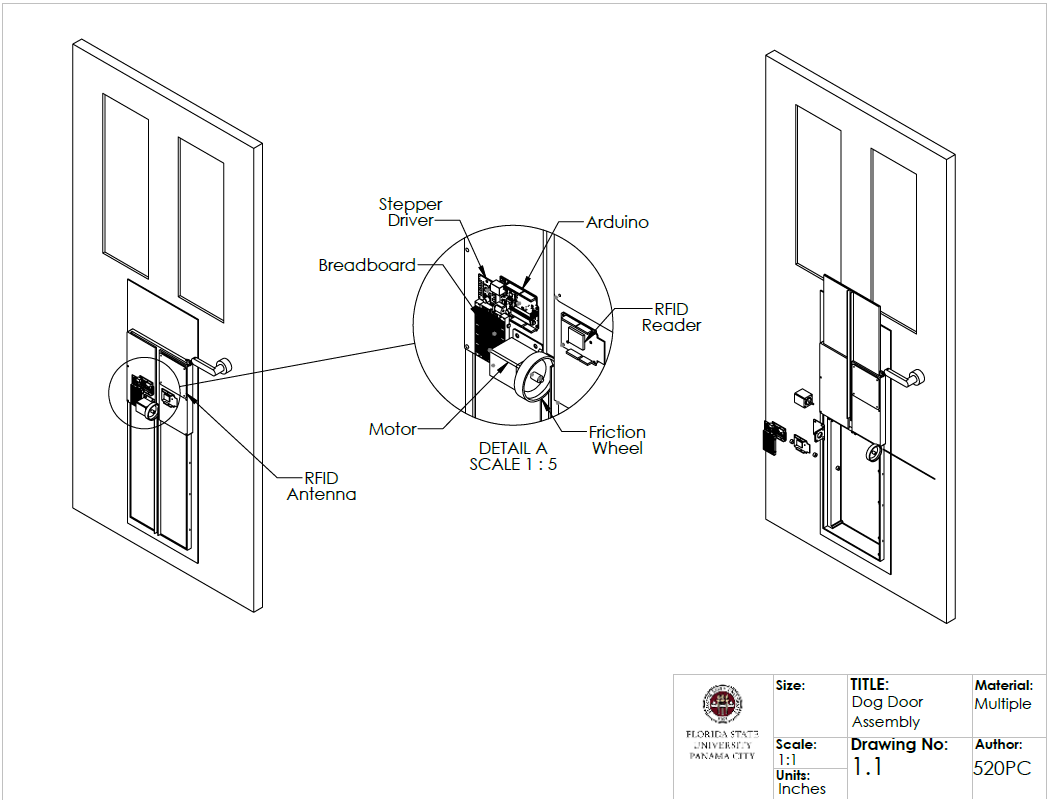 Stepper
Driver
Arduino
Breadboard
RFID
Reader
Motor
Friction
Wheel
DETAIL A
SCALE 1 : 5
RFID
Antenna
FLORIDA STATE
UNIVERSITY
PANAMA CITY
Size:
TITLE:
Dog Door
Assembly
Material:
Multiple
Scale:
1:1
Units:
Inches
Drawing No:
1.1
Author:
520PC